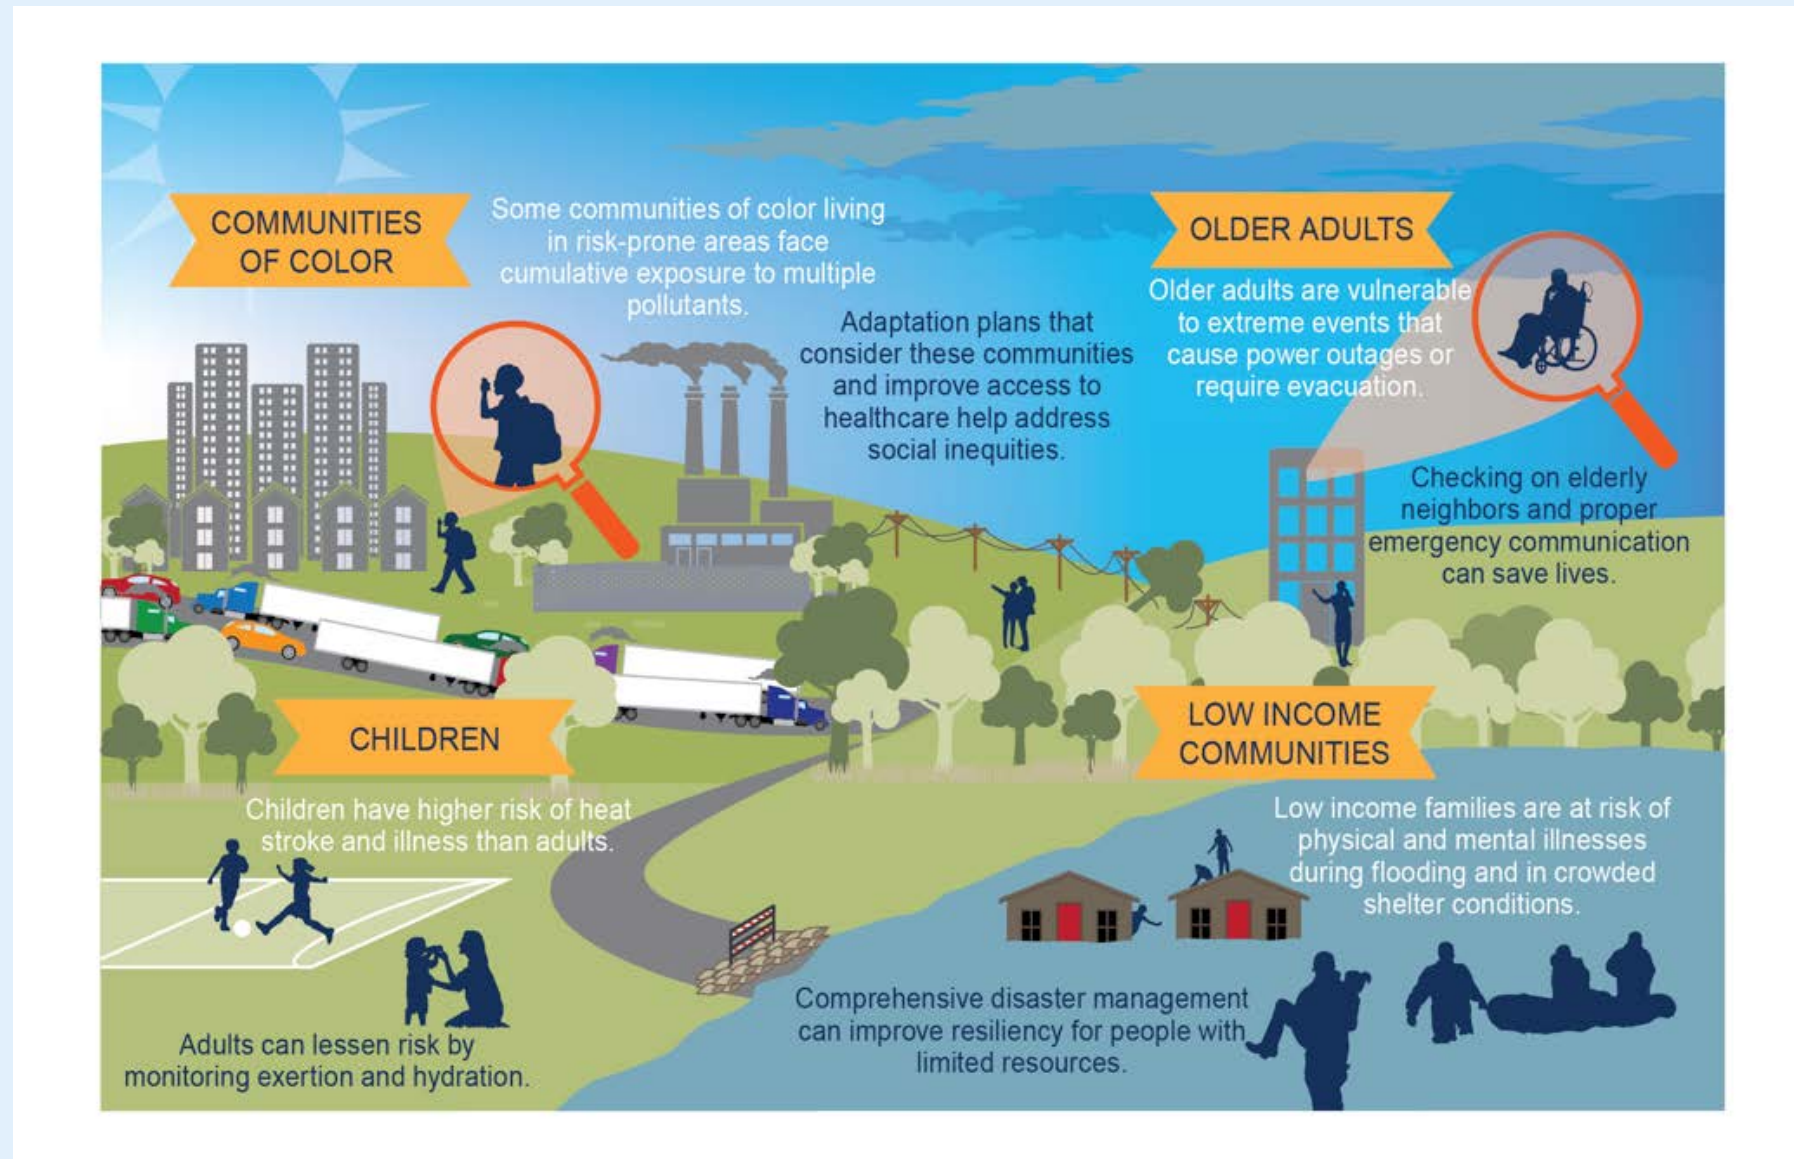 COMMUNITIES
OF COLOR
Some communities of color living
in risk-prone areas face
cumulative exposure to multiple
pollutants.
Adaptation plans that
consider these communities
and improve access to
healthcare help address
social inequities.
OLDER ADULTS
Older adults are vulnerable
to extreme events that
cause power outages or
require evacuation.
Checking on elderly
neighbors and proper
emergency communication
can save lives.
CHILDREN
Children have higher risk of heat
stroke and illness than adults.
Adults can lessen risk by
monitoring exertion and hydration.
LOW INCOME
COMMUNITIES
Low income families are at risk of
physical and mental illnesses
during flooding and in crowded
shelter conditions.
Comprehensive disaster management
can improve resiliency for people with
limited resources.